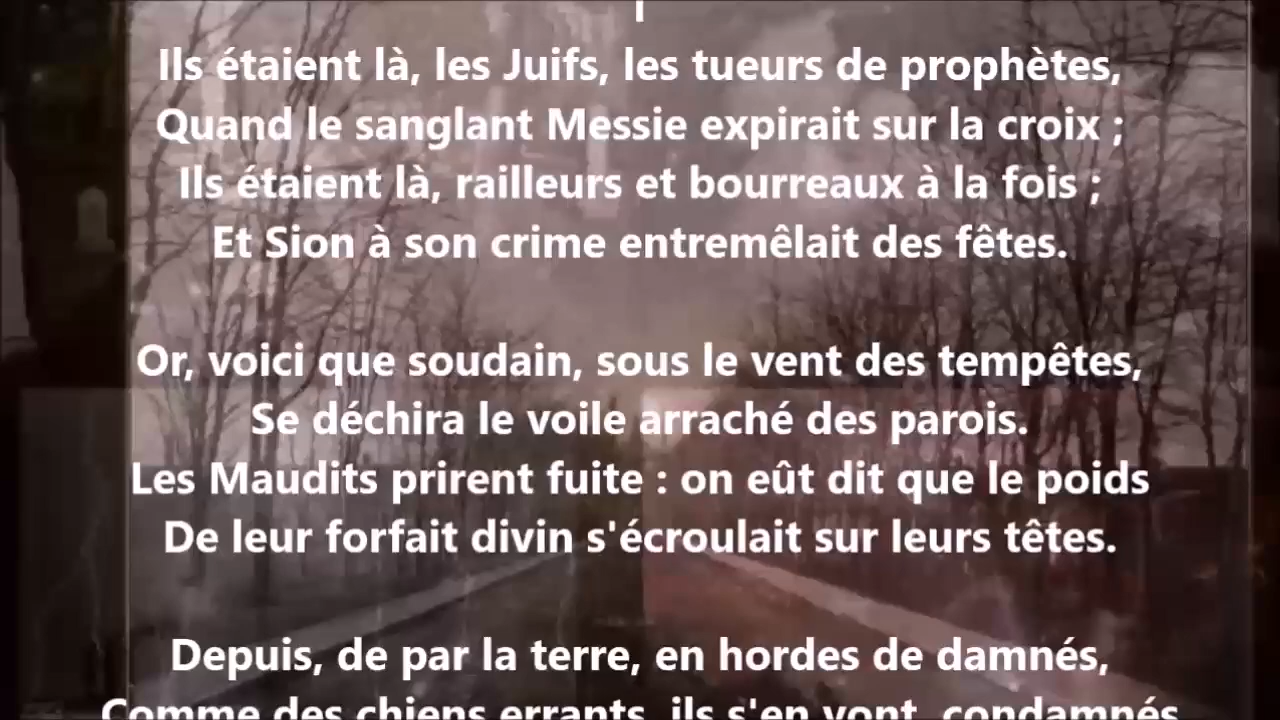 Ils étaient là, les Juifs, les tueurs de prophètes,
Quand le sanglant Messie expirait sur la croix ;
Ils étaient là, railleurs et bourreaux à la fois ;
Et Sion à son crime entremêlait des fêtes.
Or, voici que soudain, sous le vent des tempêtes,
Se déchira le voile arraché des parois.
Les Maudits prirent fuite : on eût dit que le poids
De leur forfait divin s'écroulait sur leurs têtes.
Depuis, de par la terre, en hordes de damnés,
Comme des chiens errants, ils s'en vont, condamnés